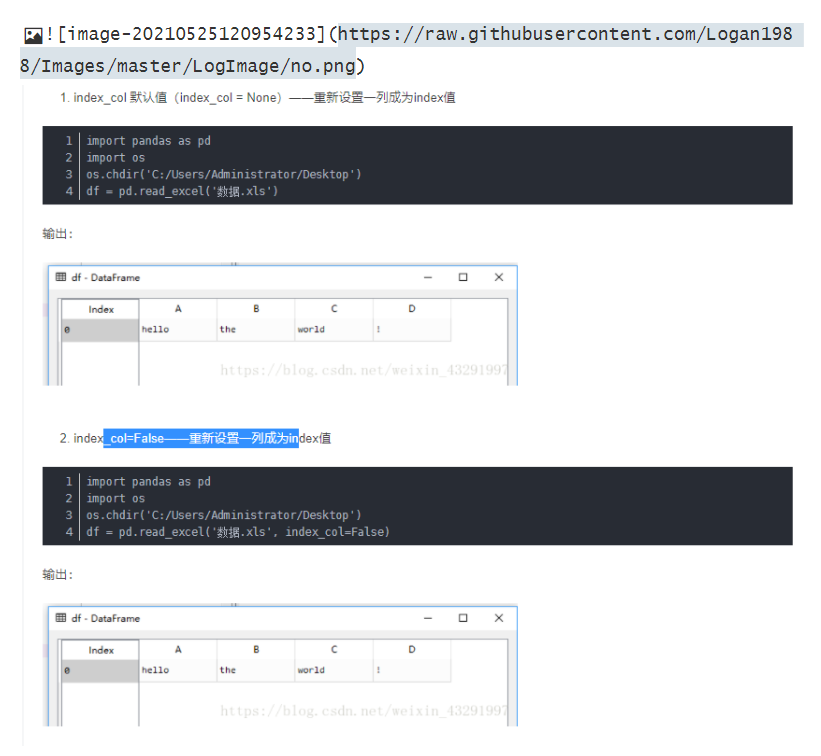 ![image-20210525120954233](https://raw.githubusercontent.com/Logan198
8/Images/master/LogImage/no.png)
1. index_col 默认值（index_col = None）——重新设置一列成为index值
1 import pandas as pd
2 import os
3 os.chdir('C:/Users/Administrator/Desktop')
4 df = pd.read_excel('数据.xls')
输出：
df - DataFrame
Index A B C D
0 hello the world !
https://blog.csdn.net/weixin_43291997
2. index_col=False——重新设置一列成为index值
1 import pandas as pd
2 import os
3 os.chdir('C:/Users/Administrator/Desktop')
4 df = pd.read_excel('数据.xls', index_col=False)
输出：
df - DataFrame
Index A B C D
0 hello the world !
https://blog.csdn.net/weixin_43291997